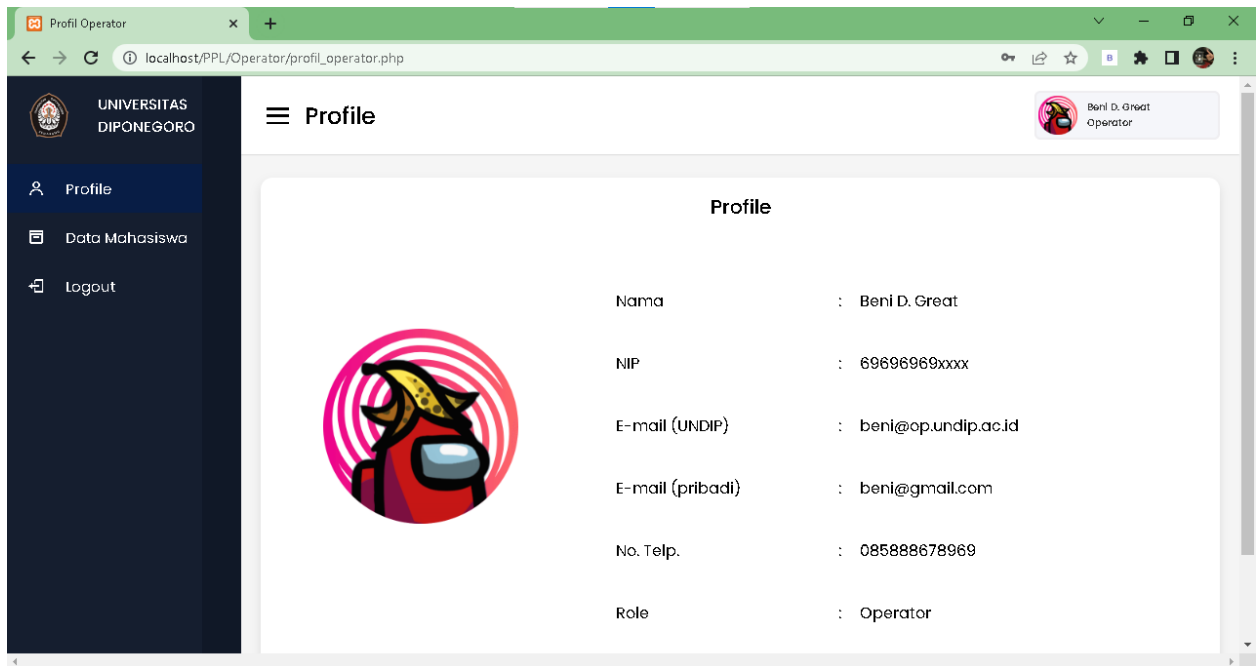 Profil Operator
localhost/PPL/Operator/profil_operator.php
B
UNIVERSITAS
DIPONEGORO
Profile
Beni D. Great
Operator
Profile
Data Mahasiswa
Logout
Profile
Nama : Beni D. Great
NIP : 69696969xxxx
E-mail (UNDIP) : beni@op.undip.ac.id
E-mail (pribadi) : beni@gmail.com
No. Telp. : 085888678969
Role : Operator